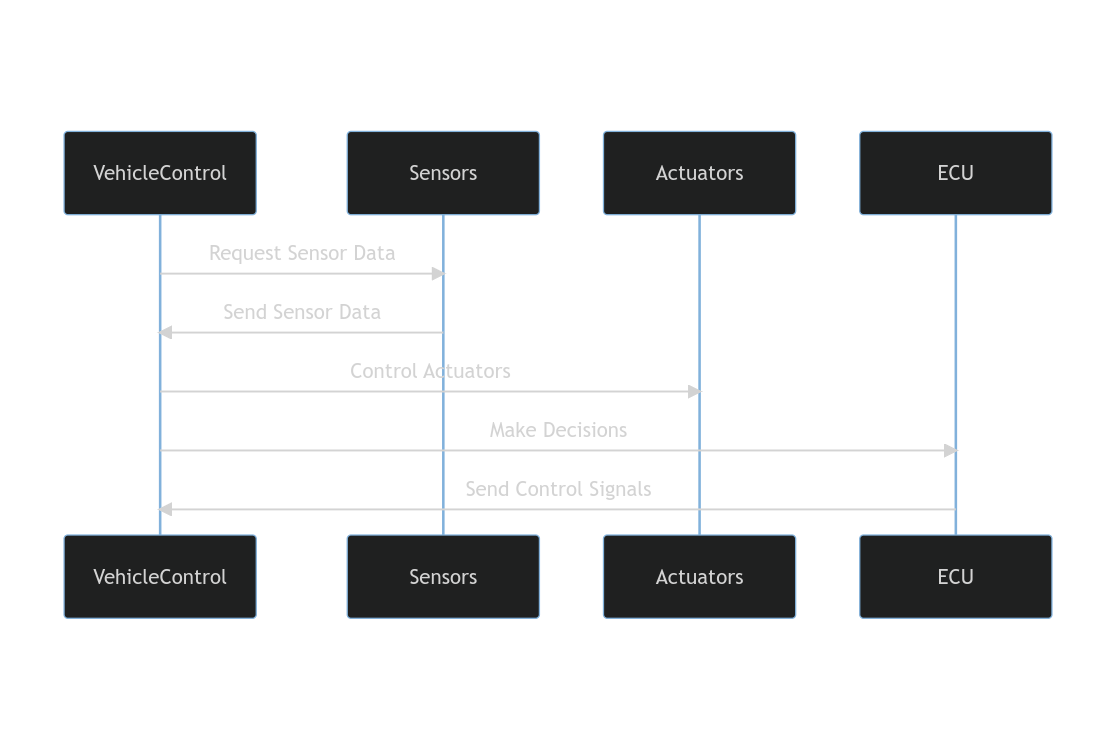 VehicleControl
Sensors
Actuators
ECU
Request Sensor Data
Send Sensor Data
Control Actuators
Make Decisions
Send Control Signals
VehicleControl
Sensors
Actuators
ECU